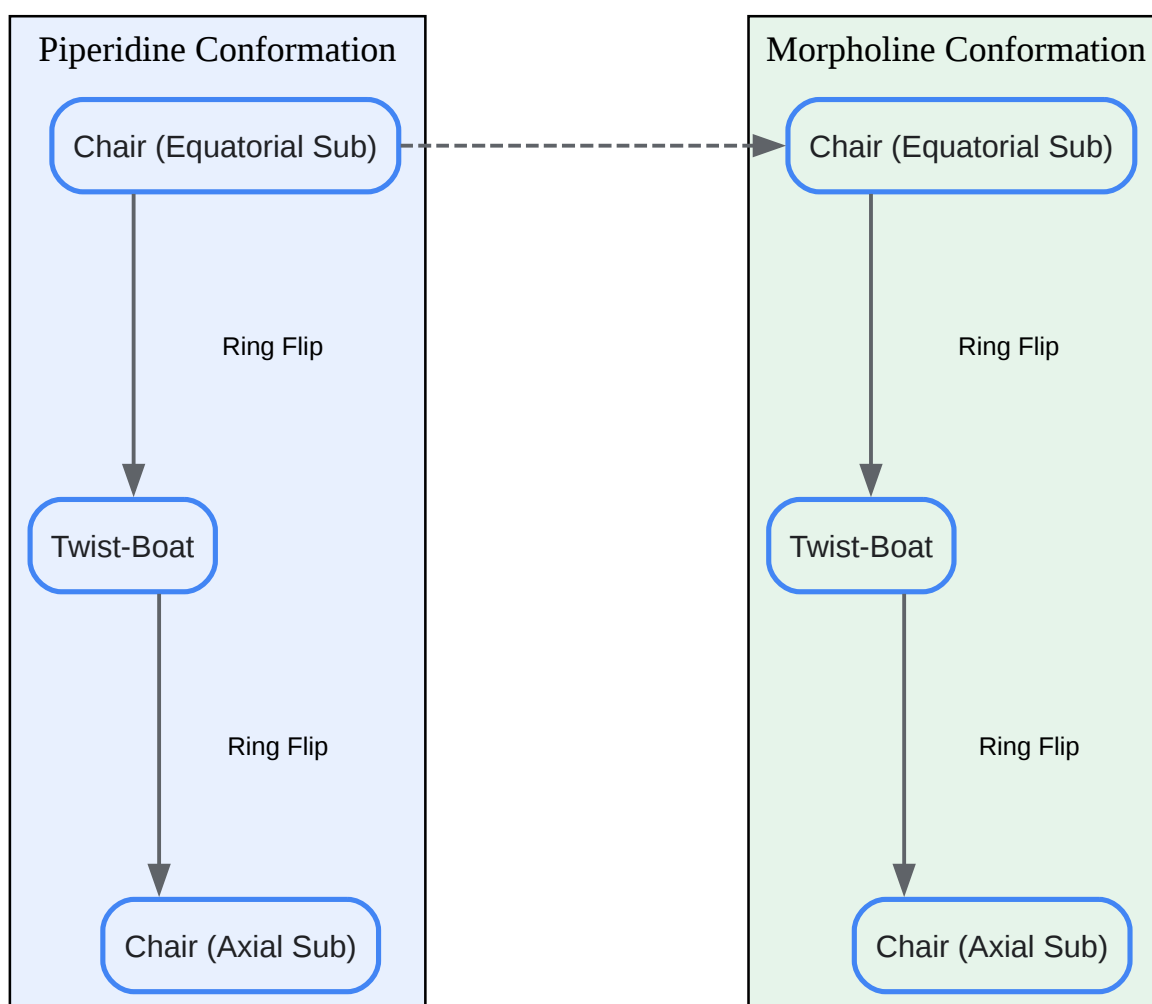 Piperidine Conformation
Chair (Equatorial Sub)
Ring Flip
Twist-Boat
Ring Flip
Chair (Axial Sub)
Morpholine Conformation
Chair (Equatorial Sub)
Ring Flip
Twist-Boat
Ring Flip
Chair (Axial Sub)